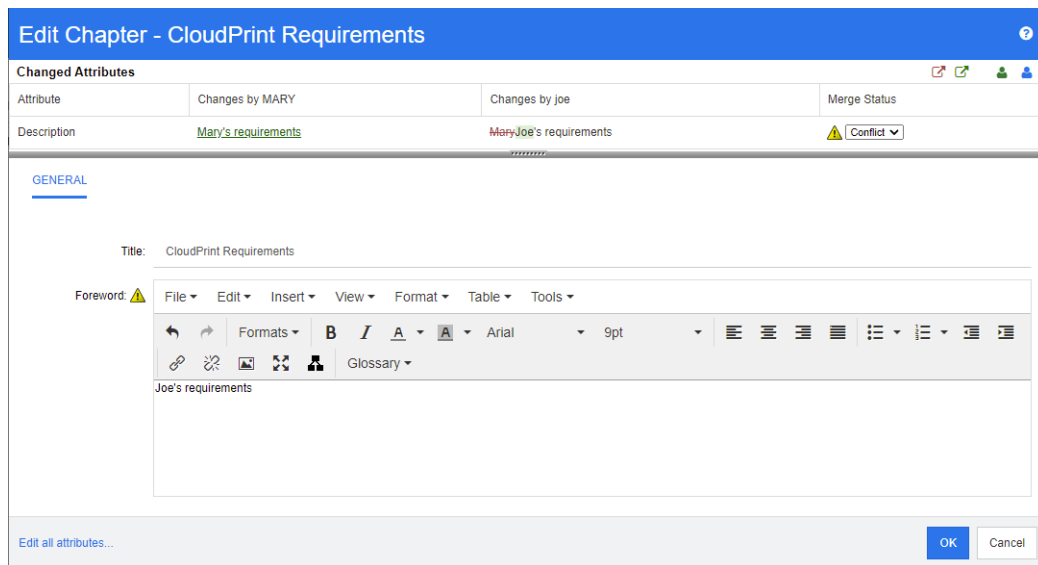 Edit Chapter - CloudPrint Requirements
?
Changed Attributes
Attribute Changes by MARY Changes by joe Merge Status
Description Mary's requirements MaryJoe's requirements Conflict
GENERAL
Title: CloudPrint Requirements
Foreword: File Edit Insert View Format Table Tools
Formats B I A A Arial 9pt
Glossary
Joe's requirements
Edit all attributes... OK Cancel